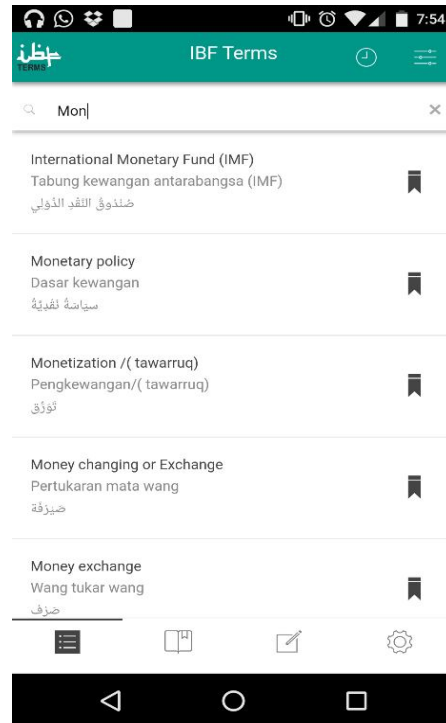 7:54
إبف
TERMS
IBF Terms
Mon
International Monetary Fund (IMF)
Tabung kewangan antarabangsa (IMF)
صُنْدُوقُ النَّقْدِ الدُّوَلِي
Monetary policy
Dasar kewangan
سِيَاسَةُ نَقْدِيَّةُ
Monetization /( tawarruq)
Pengkewangan/( tawarruq)
تَوَرُّق
Money changing or Exchange
Pertukaran mata wang
صَيْرَفَة
Money exchange
Wang tukar wang
صَرْف